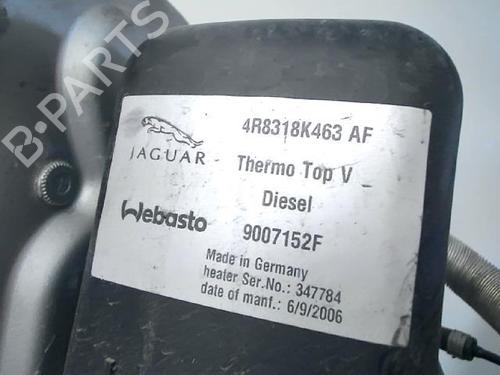 B-PARTS
JAGUAR
4R8318K463 AF
Thermo Top V
Diesel
Webasto
9007152F
Made in Germany
heater Ser.No.: 347784
date of manf.: 6/9/2006